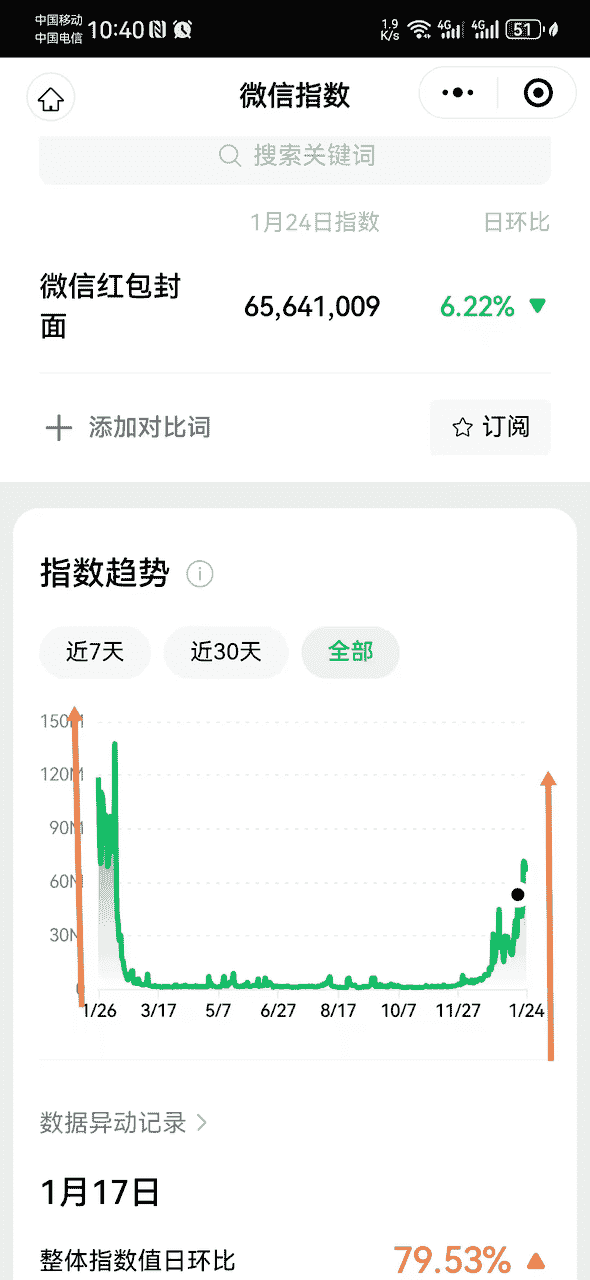 中国移动
中国电信
10:40
1.9
K/s
4G
4G
51
微信指数
搜索关键词
1月24日指数 日环比
微信红包封
面
65,641,009 6.22%
添加对比词 订阅
指数趋势
近7天 近30天 全部
150M
120M
90M
60M
30M
0
1/26 3/17 5/7 6/27 8/17 10/7 11/27 1/24
数据异动记录
1月17日
整体指数值日环比 79.53%